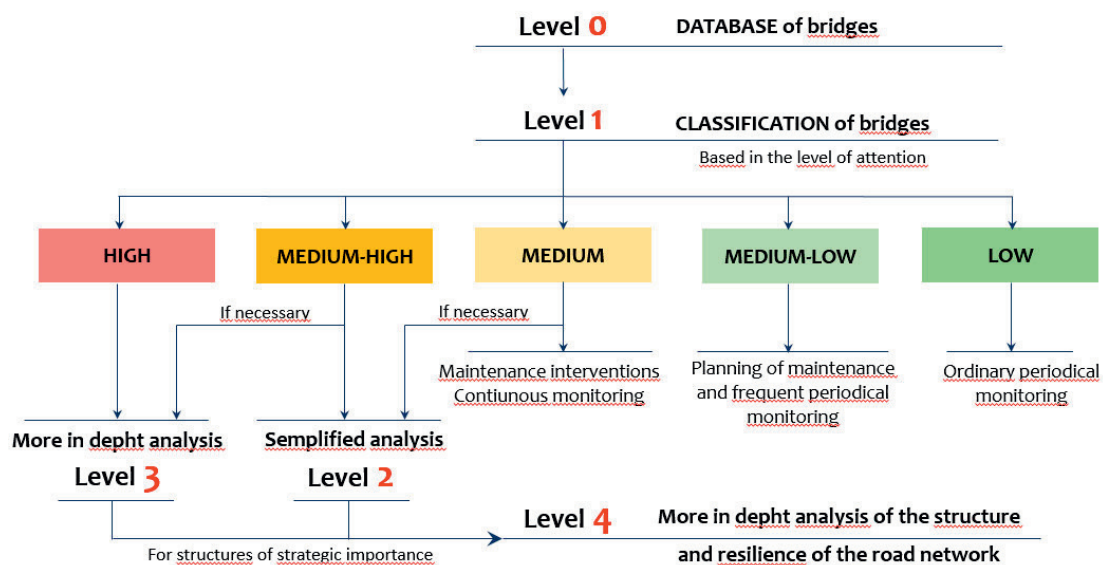 Level 0 DATABASE of bridges
Level 1 CLASSIFICATION of bridges
Based in the level of attention
HIGH
MEDIUM-HIGH
MEDIUM
MEDIUM-LOW
LOW
If necessary
If necessary
Maintenance interventions
Contiunous monitoring
Planning of maintenance
and frequent periodical
monitoring
Ordinary periodical
monitoring
More in depht analysis
Level 3
Semplified analysis
Level 2
For structures of strategic importance
Level 4
More in depht analysis of the structure
and resilience of the road network